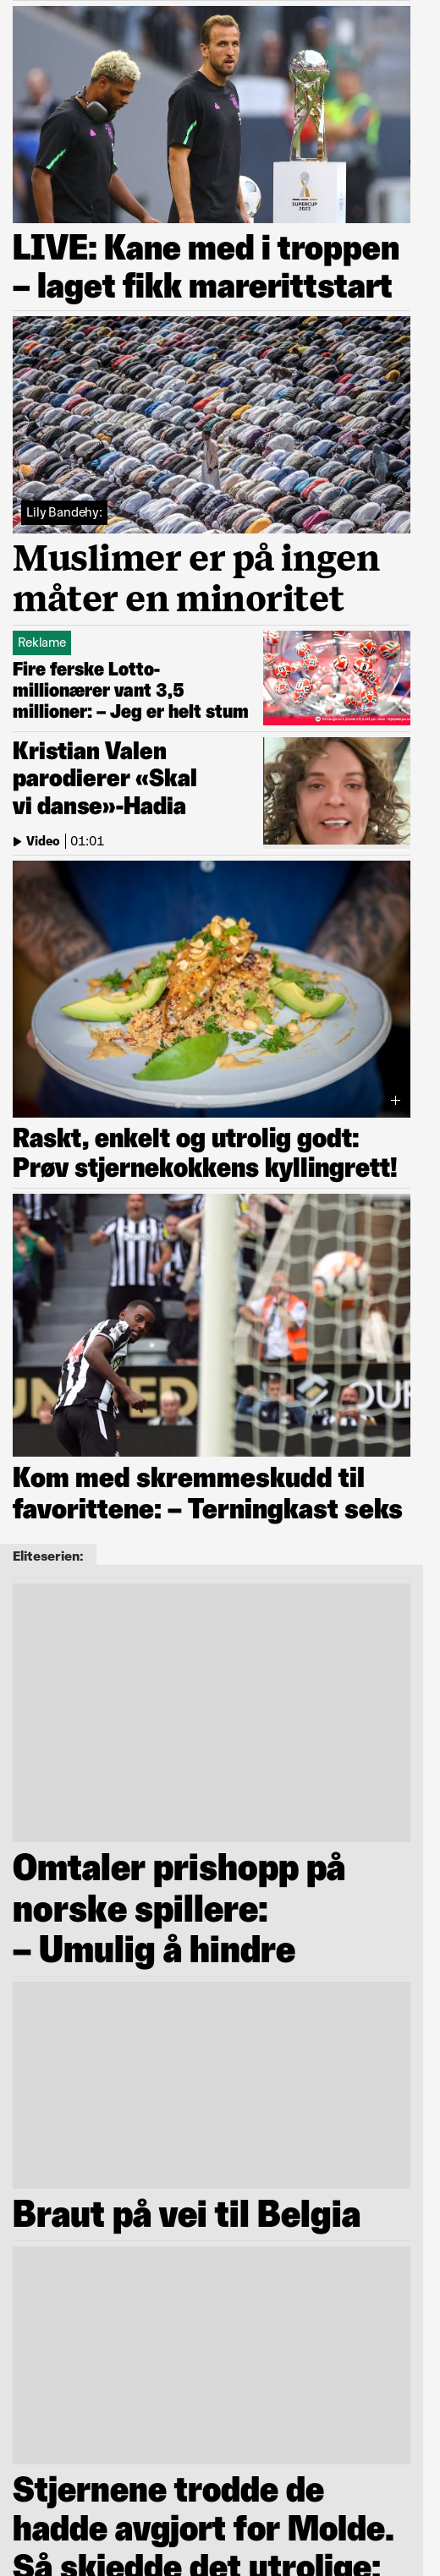 SUPERCUP
2023
LIVE: Kane med i troppen
– laget fikk marerittstart
Lily Bandehy:
Muslimer er på ingen
måter en minoritet
Reklame
Fire ferske Lotto-
millionærer vant 3,5
millioner: – Jeg er helt stum
Kristian Valen
parodierer «Skal
vi danse»-Hadia
Video | 01:01
Raskt, enkelt og utrolig godt:
Prøv stjernekokkens kyllingrett!
UNITED
OUR
Kom med skremmeskudd til
favorittene: – Terningkast seks
Eliteserien:
Omtaler prishopp på
norske spillere:
– Umulig å hindre
Braut på vei til Belgia
Stjernene trodde de
hadde avgjort for Molde.
Så skjedde det utrolige: